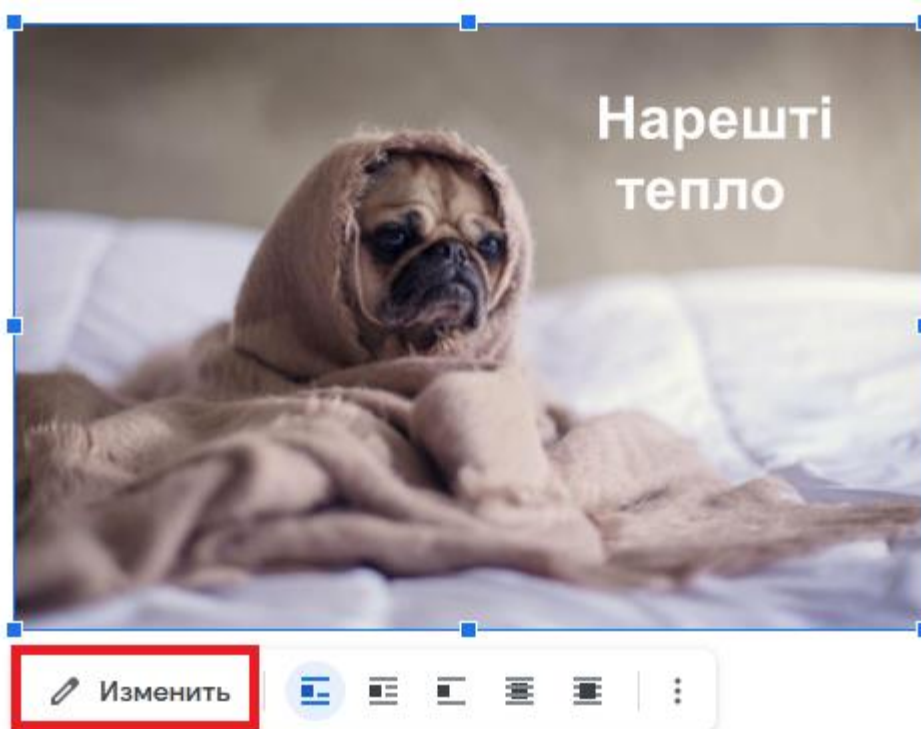 Нарешті
тепло
Изменить